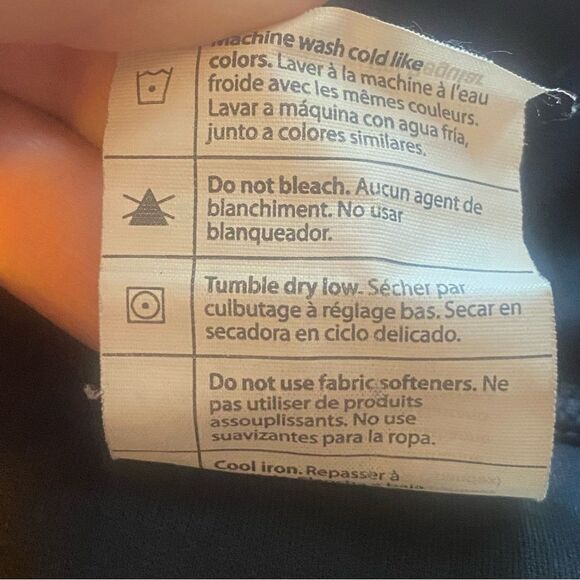 Machine wash cold like
colors. Laver à la machine à l'eau
froide avec les mêmes couleurs.
Lavar a máquina con agua fría,
junto a colores similares.
Do not bleach. Aucun agent de
blanchiment. No usar
blanqueador.
Tumble dry low. Sécher par
culbutage à réglage bas. Secar en
secadora en ciclo delicado.
Do not use fabric softeners. Ne
pas utiliser de produits
assouplissants. No use
suavizantes para la ropa.
Cool iron. Repasser à